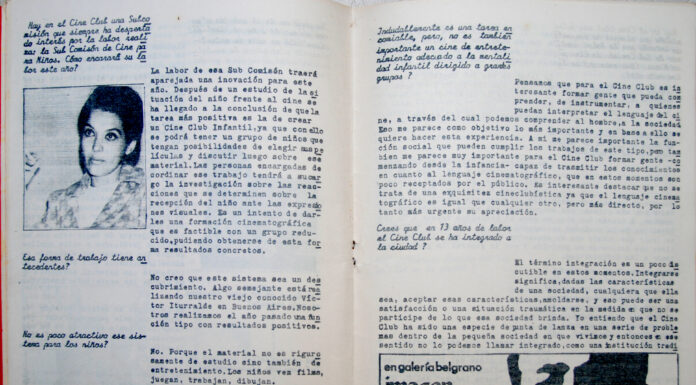 Hay en el Cine Club una Subco
misión que siempre ha desperta
do interés por la labor reali
za: la Sub Comisón de Cine pa
ra Niños. Cómo encarará su la
bor este año?
La labor de esa Sub Comisón traerá
aparejada una inovación para este
año. Después de un estudio de la si
tuación del niño frente al cine se
ha llegado a la conclusión de que la
tarea más positiva es la de crear
un Cine Club Infantil, ya que con ello
se podrá tener un grupo de niños que
tengan posibilidades de elegir sus pe
lículas y discutir luego sobre ese
material. Las personas encargadas de
cordinar ese trabajo tendrá a su car
go la investigación sobre las reac
ciones que se determinen sobre la
recepción del niño ante las expresio
nes visuales. Es un intento de dar-
les una formación cinematográfica
que es factible con un grupo redu-
cido, pudiendo obtenerse de esta for
ma resultados concretos.
Esa forma de trabajo tiene an
tecedentes?
No creo que este sistema sea un des
cubrimiento. Algo semejante está rea
lizando nuestro viejo conocido Víc
tor Iturralde en Buenos Aires. Noso
tros realizamos el año pasado una fun
ción tipo con resultados positivos.
No es poco atractivo ese sis-
tema para los niños?
No. Porque el material no es riguro
samente de estudio sino también de
entretenimiento. Los niños ven films,
juegan, trabajan, dibujan.
Indudablemente es una tarea en
comiable, pero, no es también
importante un cine de entrete-
nimiento adecuado a la mentali
dad infantil dirigido a grandes
grupos ?
Pensamos que para el Cine Club es in
teresante formar gente que pueda com
prender, de instrumentar, a quienes
puedan interpretar el lenguaje del ci
ne, a través del cual podemos comprender al hombre, a la sociedad.
Eso me parece como objetivo lo más importante y en base a ello se
quiere hacer esta experiencia. A mi me parece importante la fun-
ción social que pueden cumplir los trabajos de este tipo, pero tam
bien me parece muy importante para el Cine Club formar gente -co
menzando desde la infancia- capaz de transmitir los conocimientos
en cuanto al lenguaje cinematográfico, que en estos momentos son
poco receptados por el público. Es interesante destacar que no se
trata de una exquisitez cineclubística ya que el lenguaje cinema
tográfico es igual que cualquier otro, pero más directo, por lo
tanto más urgente su apreciación.
Crees que en 13 años de labor
el Cine Club se ha integrado a
la ciudad ?
El término integración es un poco dis
cutible en estos momentos. Integrarse
significa, dadas las características
de una sociedad, cualquiera que ella
sea, aceptar esas características, amoldarse, y eso puede ser una
satisfacción o una situación traumática en la medida en que no se
participe de lo que esa sociedad brinda. Yo entiendo que el Cine
Club ha sido una especie de punta de lanza en una serie de proble
mas dentro de la pequeña sociedad en que vivimos y entonces en ese
sentido no lo podemos llamar integrado, como una institución tradi
en galería belgrano
imagen